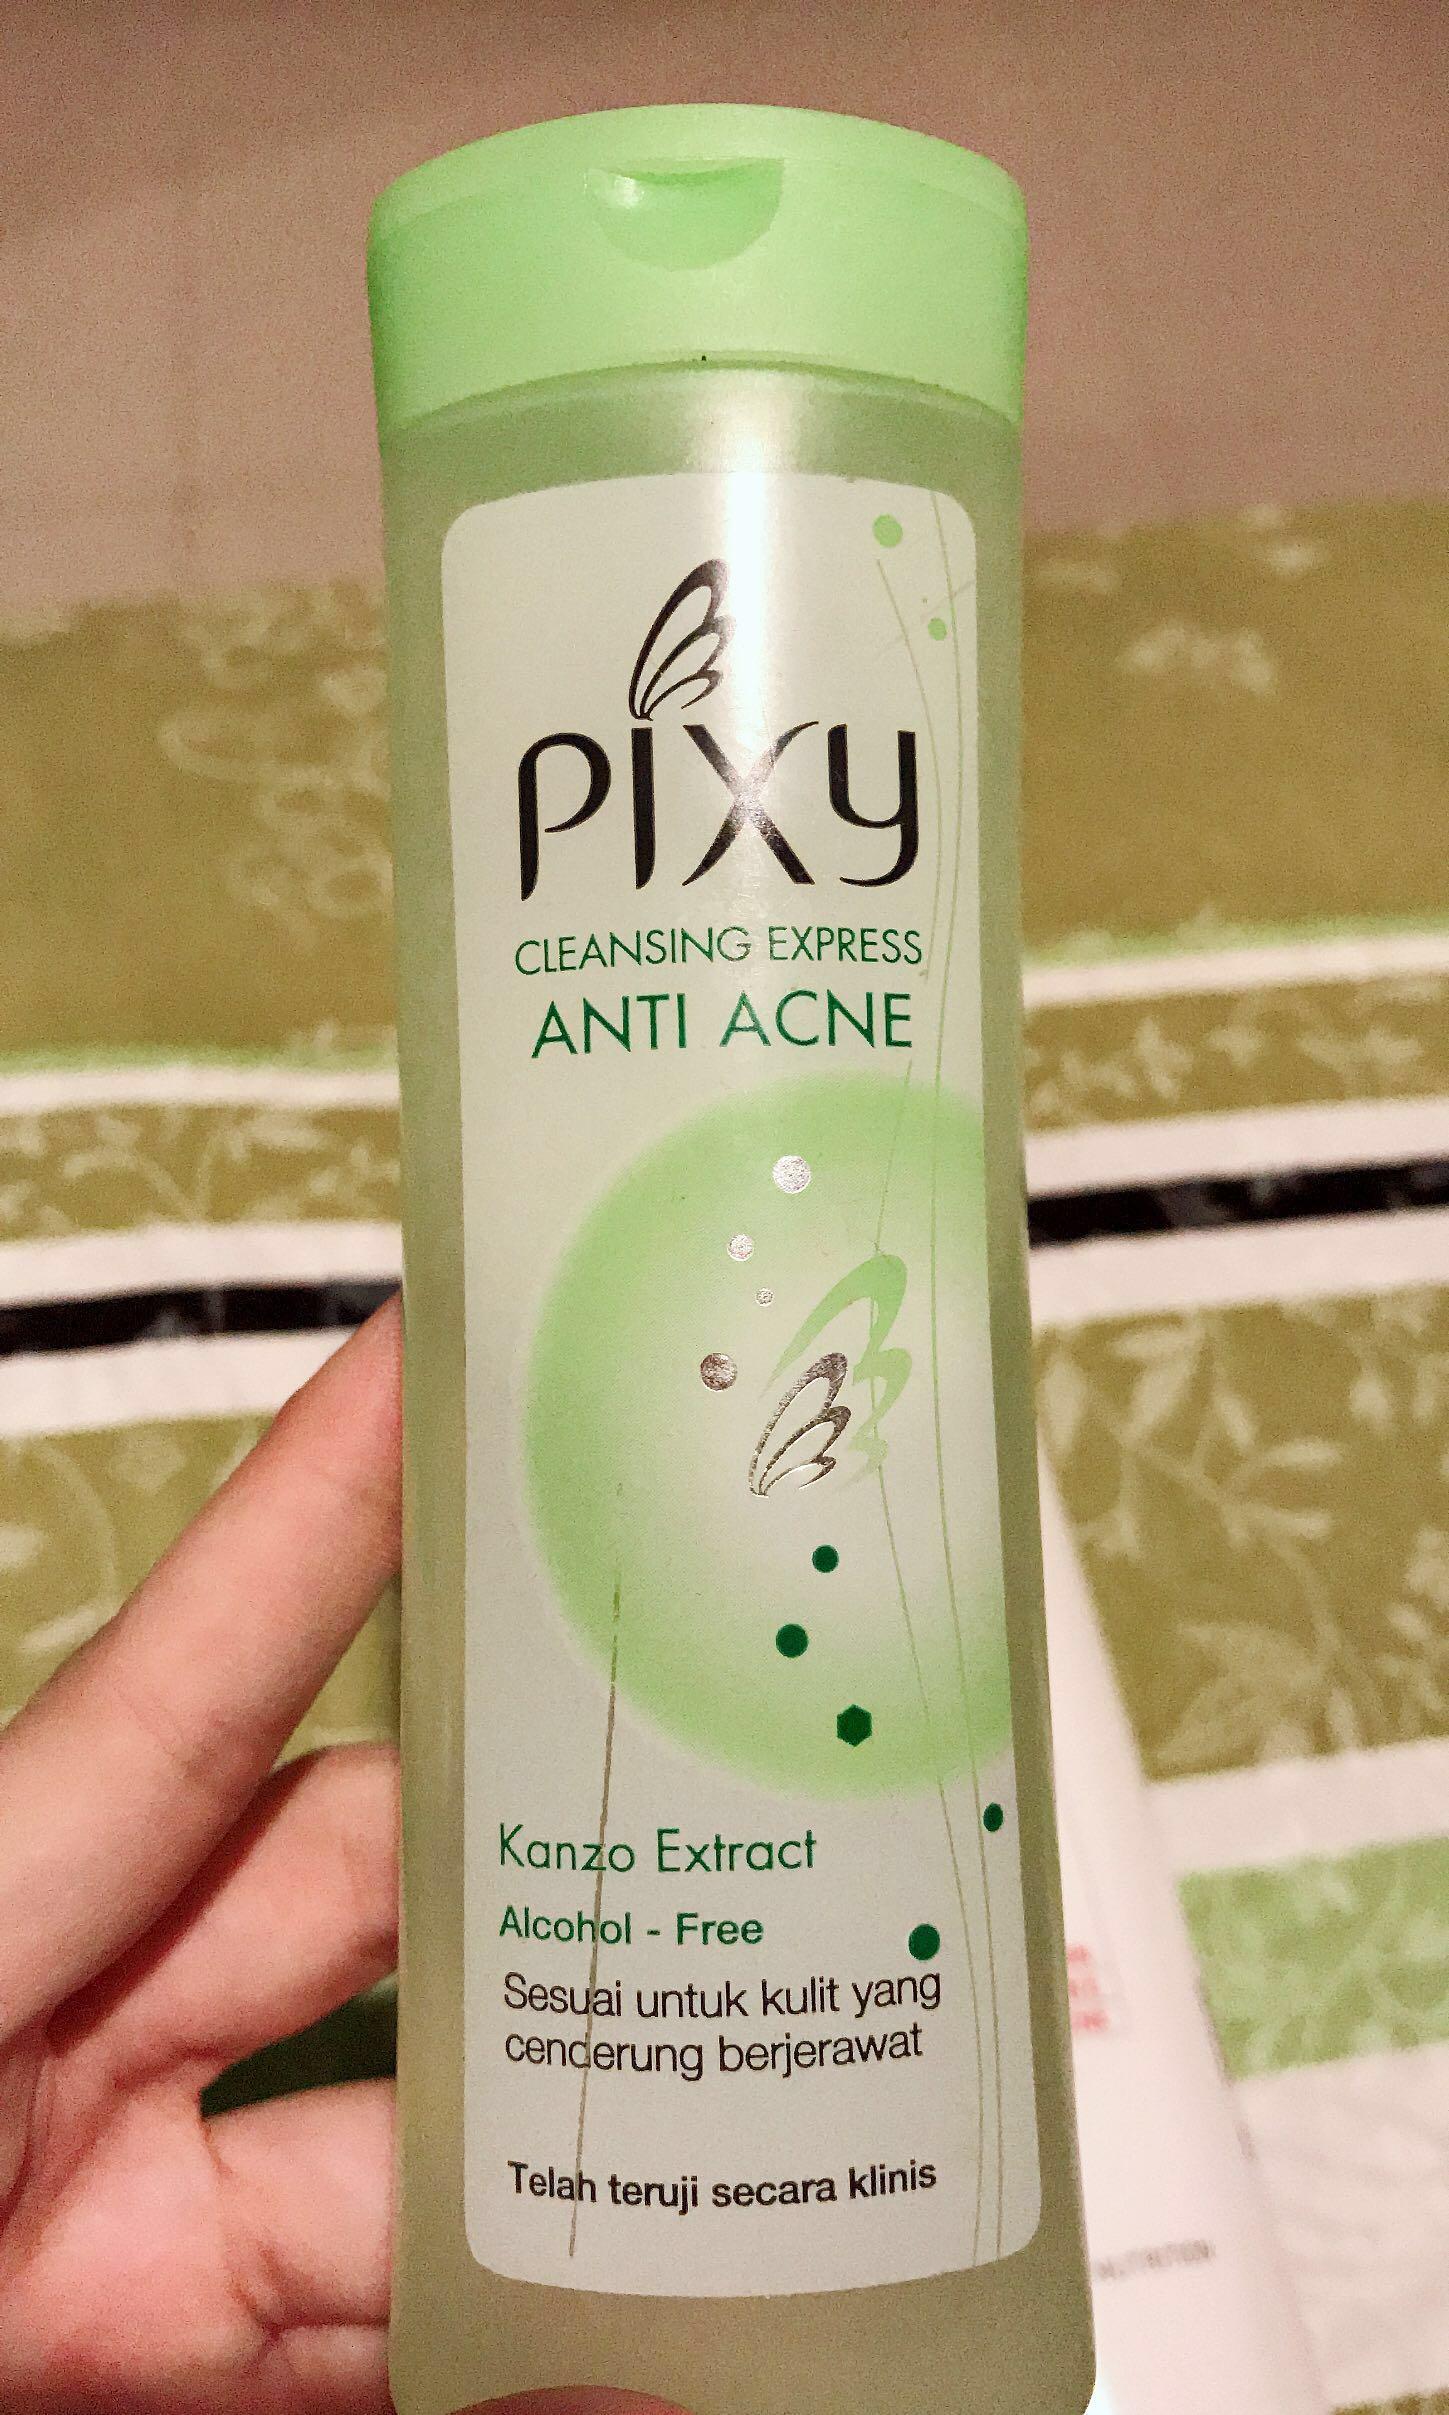 PIXY
CLEANSING EXPRESS
ANTI ACNE
Kanzo Extract
Alcohol - Free
Sesuai untuk kulit yang
cenderung berjerawat
Telah teruji secara klinis